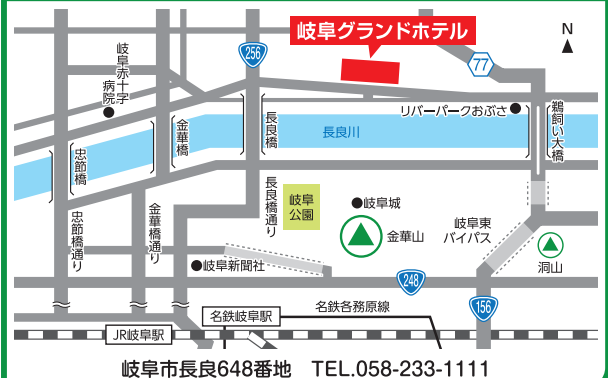 岐阜グランドホテル
N
256
77
岐阜赤十字
病院
リバーパークおぶさ
長良川
忠節橋
金華橋
長良橋
鵜飼い大橋
忠節橋通り
金華橋通り
長良橋通り
岐阜
公園
岐阜城
金華山
岐阜東
バイパス
洞山
岐阜新聞社
248
156
名鉄岐阜駅
名鉄各務原線
JR岐阜駅
岐阜市長良648番地 TEL.058-233-1111